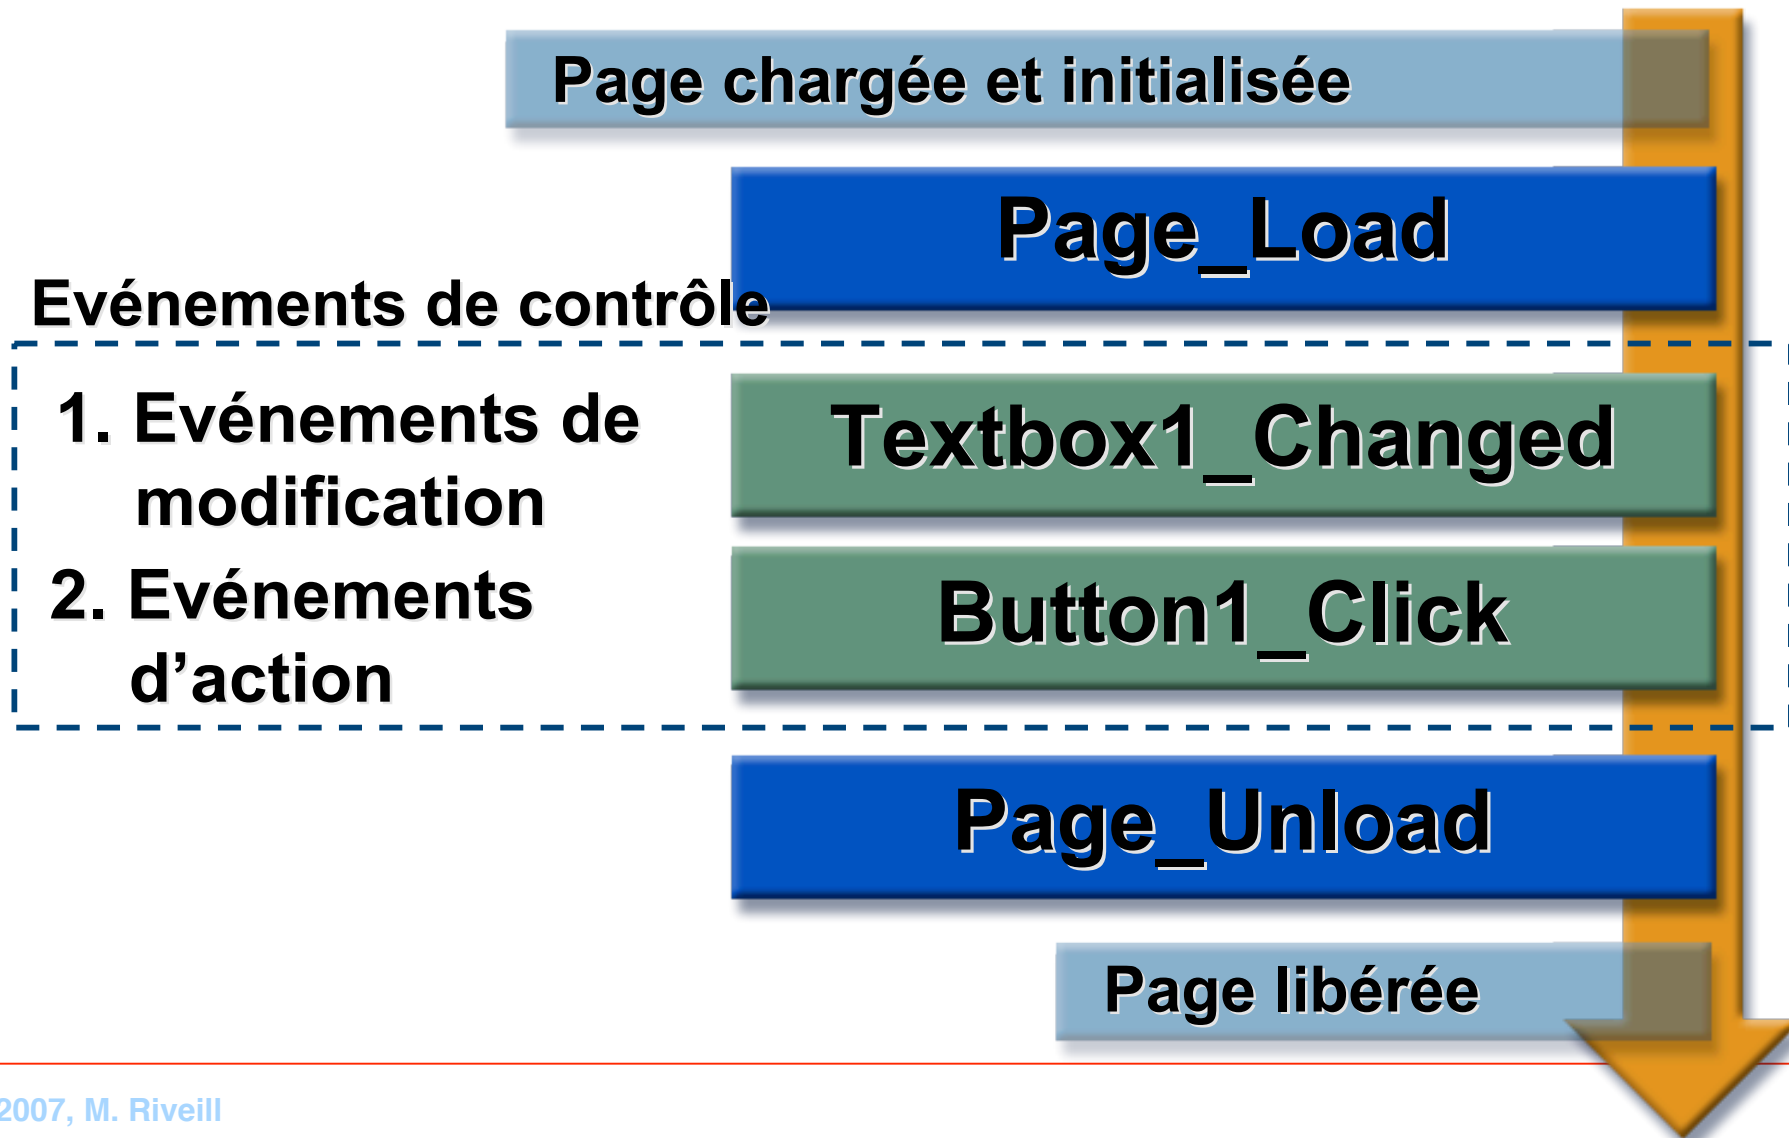 Page chargée et initialisée
Page_Load
Evénements de contrôle
1. Evénements de
modification
Textbox1_Changed
2. Evénements
d’action
Button1_Click
Page_Unload
Page libérée
2007, M. Riveill